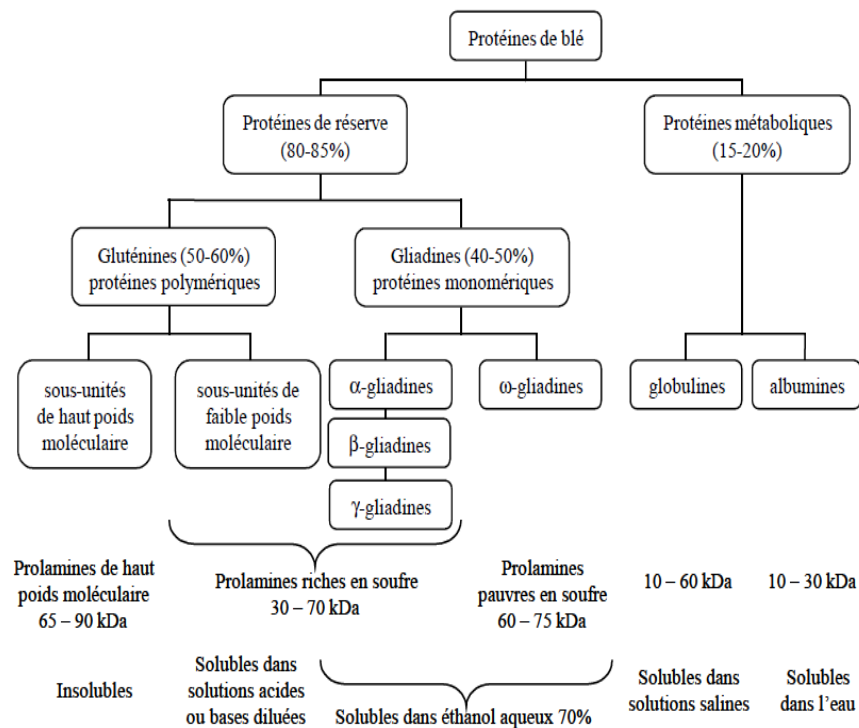 Protéines de blé
Protéines de réserve
(80-85%)
Protéines métaboliques
(15-20%)
Gluténines (50-60%)
protéines polymériques
Gliadines (40-50%)
protéines monomériques
sous-unités
de haut poids
moléculaire
sous-unités de
faible poids
moléculaire
α-gliadines
β-gliadines
γ-gliadines
ω-gliadines
globulines
albumines
Prolamines de haut
poids moléculaire
65 – 90 kDa
Prolamines riches en soufre
30 – 70 kDa
Prolamines
pauvres en soufre
60 – 75 kDa
10 – 60 kDa
10 – 30 kDa
Insolubles
Solubles dans
solutions acides
ou bases diluées
Solubles dans éthanol aqueux 70%
Solubles dans
solutions salines
Solubles
dans l'eau